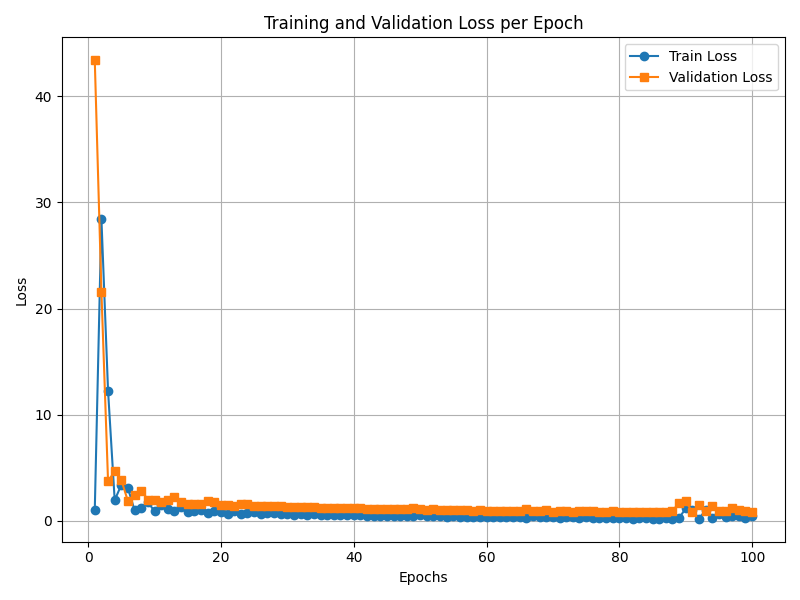 Training and Validation Loss per Epoch
Train Loss
Validation Loss
Loss
40
30
20
10
0
0 20 40 60 80 100
Epochs